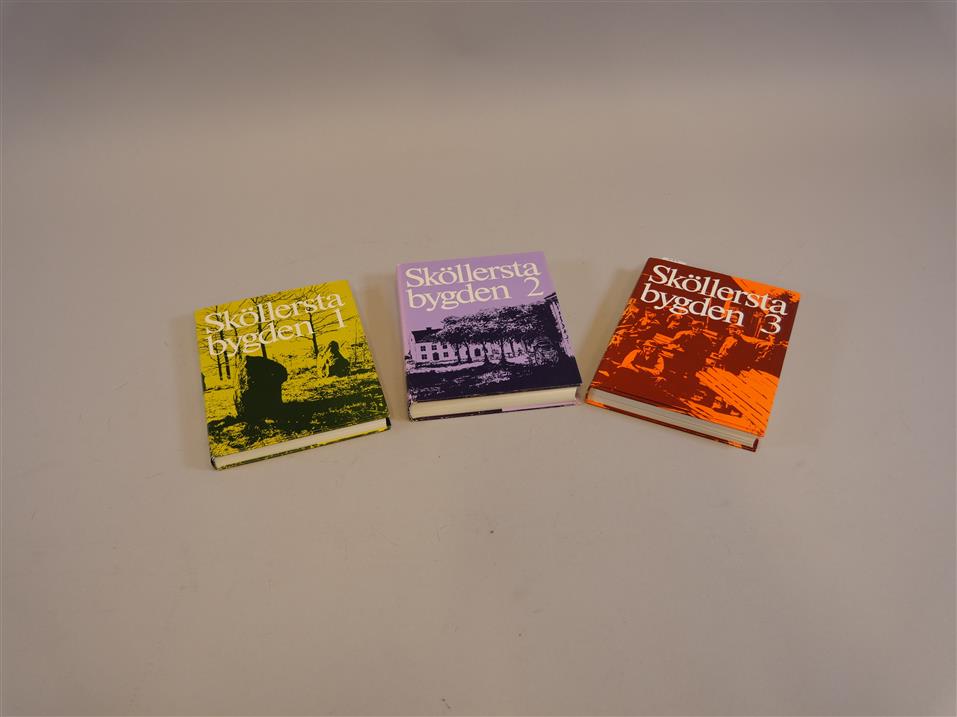 Sköllersta
bygden 1
Sköllersta
bygden 2
Sköllersta
bygden 3